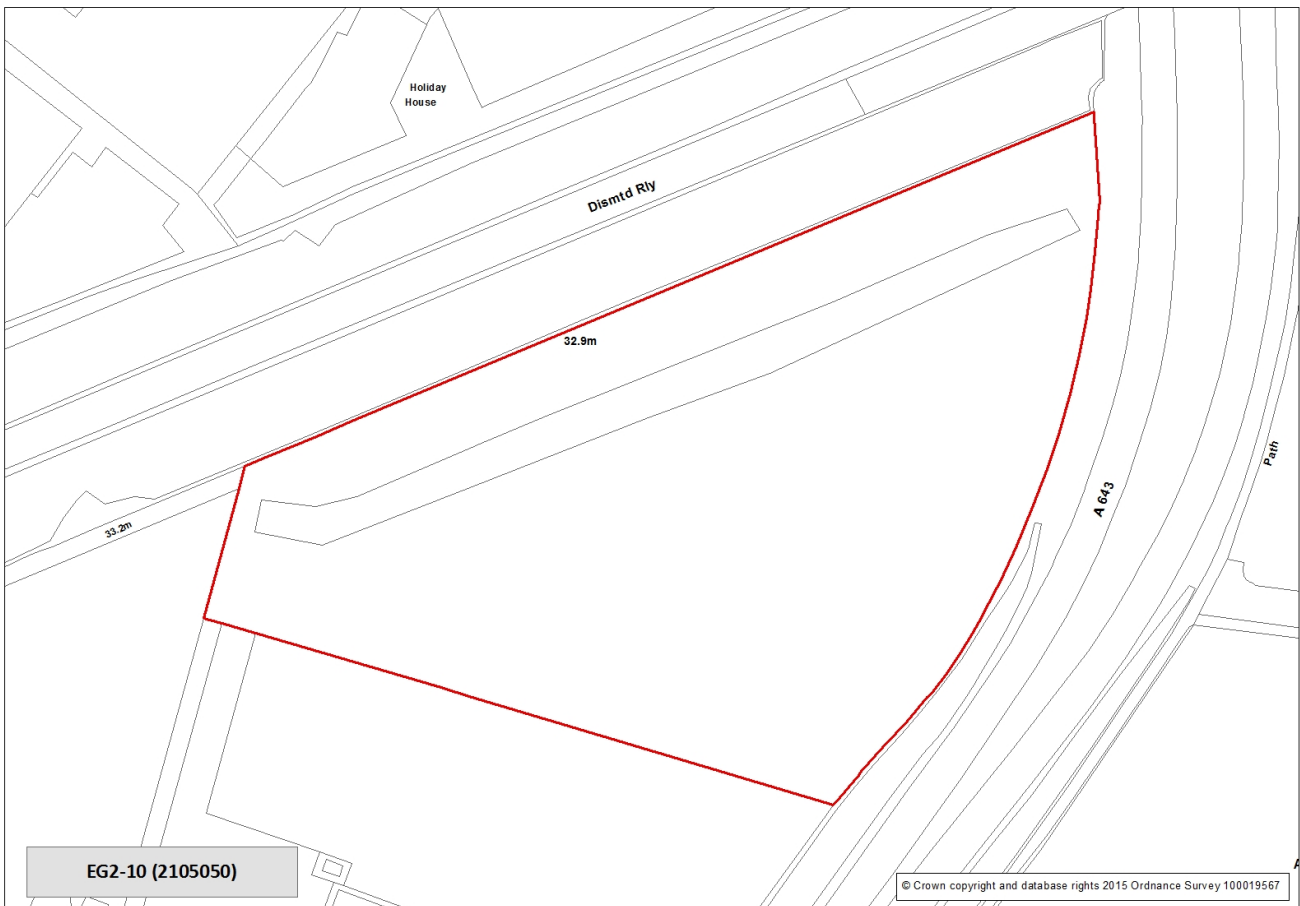 Holiday
House
Dismtd Rly
32.9m
Path
A 643
33.2m
EG2-10 (2105050)
© Crown copyright and database rights 2015 Ordnance Survey 100019567